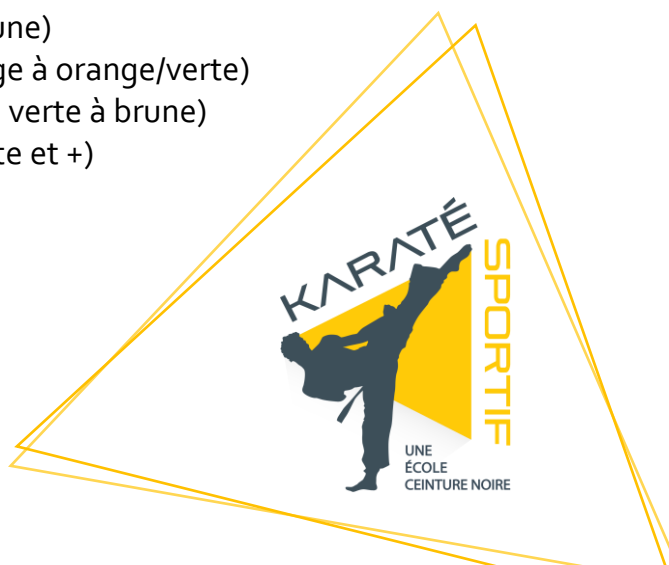 une)
ge à orange/verte)
verte à brune)
te et +)
KARATÉ
SPORTIF
UNE
ÉCOLE
CEINTURE NOIRE